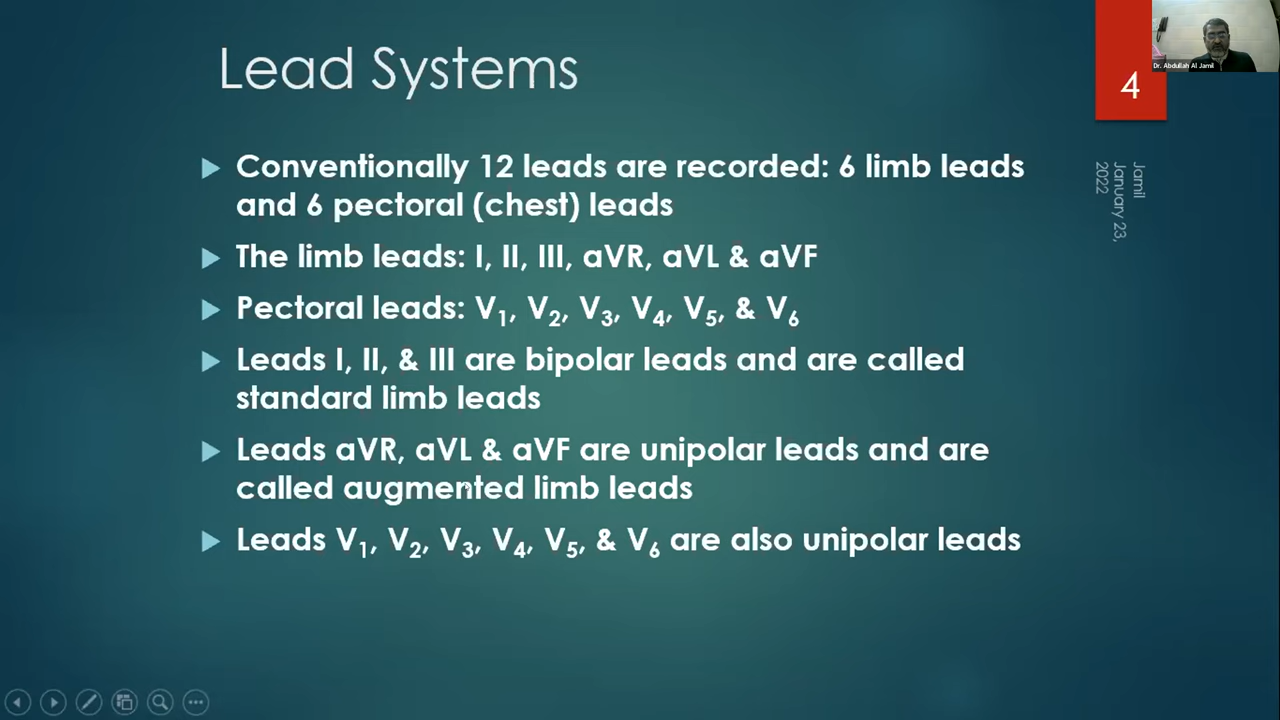 Lead Systems
4
Dr. Abdullah Al Jamil
Conventionally 12 leads are recorded: 6 limb leads
and 6 pectoral (chest) leads
The limb leads: I, II, III, aVR, aVL & aVF
Pectoral leads: V₁, V₂, V₃, V₄, V₅, & V₆
Leads I, II, & III are bipolar leads and are called
standard limb leads
Leads aVR, aVL & aVF are unipolar leads and are
called augmented limb leads
Leads V₁, V₂, V₃, V₄, V₅, & V₆ are also unipolar leads
Jamil
January 23,
2022